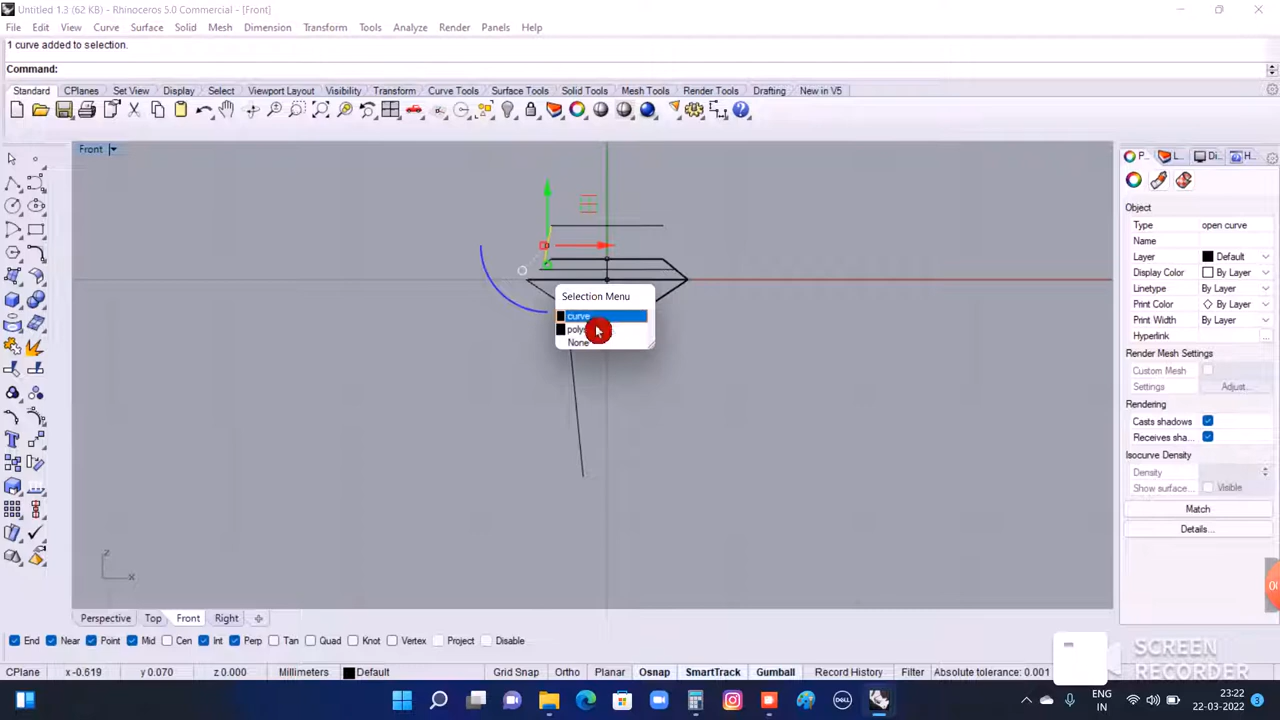 Untitled 1.3 (62 KB) - Rhinoceros 5.0 Commercial - [Front]
File Edit View Curve Surface Solid Mesh Dimension Transform Tools Analyze Render Panels Help
1 curve added to selection.
Command:
Standard CPlanes Set View Display Select Viewport Layout Visibility Transform Curve Tools Surface Tools Solid Tools Mesh Tools Render Tools Drafting New in V5
Front
P... L... Di... H...
Object
Type open curve
Name
Layer Default
Display Color By Layer
Linetype By Layer
Print Color By Layer
Print Width By Layer
Hyperlink ...
Render Mesh Settings
Custom Mesh
Settings Adjust...
Rendering
Casts shadows
Receives sha...
Isocurve Density
Density
Show surface... Visible
Match
Details...
Selection Menu
curve
None
z
x
Perspective Top Front Right
End Near Point Mid Cen Int Perp Tan Quad Knot Vertex Project Disable
CPlane x -0.619 y 0.070 z 0.000 Millimeters Default Grid Snap Ortho Planar Osnap SmartTrack Gumball Record History Filter Absolute tolerance: 0.001
SCREEN
RECORDER
DELL
ENG
IN
23:22
22-03-2022
3